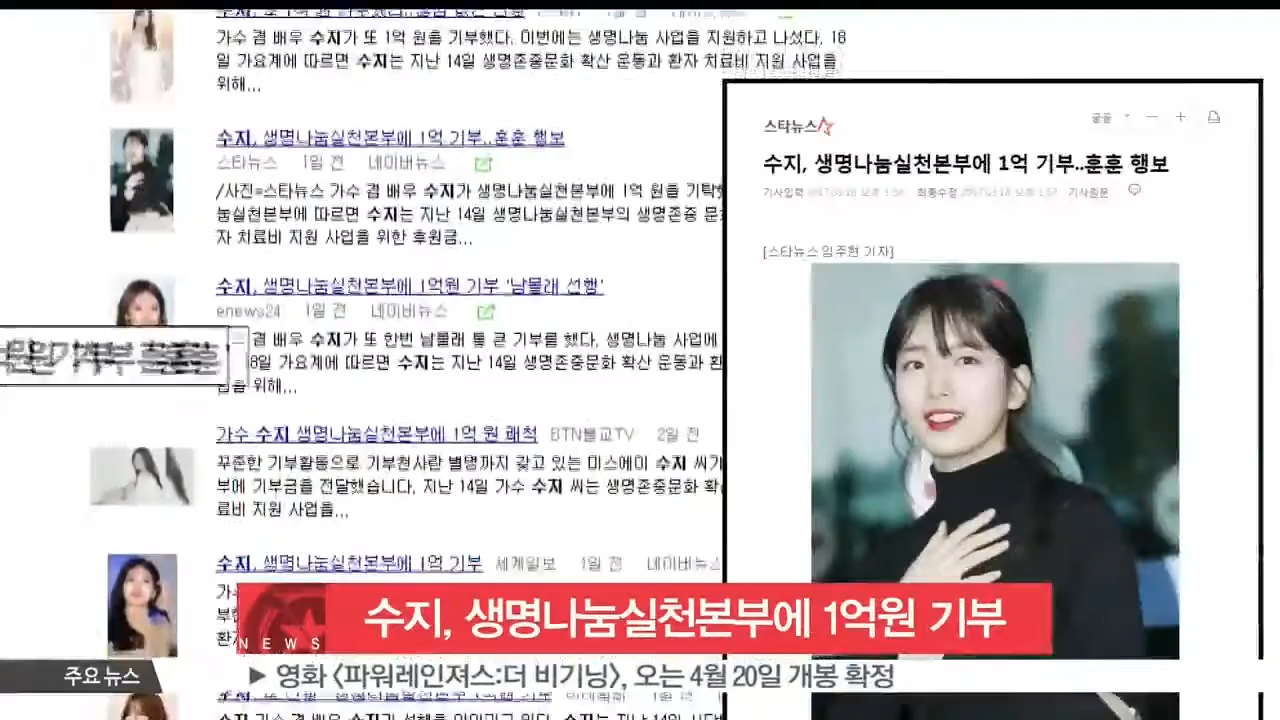 가수 겸 배우 수지가 또 1억 원을 기부했다. 이번에는 생명나눔 사업을 지원하고 나섰다. 18
일 가요계에 따르면 수지는 지난 14일 생명존중문화 확산 운동과 환자 치료비 지원 사업을
위해...
수지, 생명나눔실천본부에 1억 기부..훈훈 행보
스타뉴스 1일 전 네이버뉴스
/사진=스타뉴스 가수 겸 배우 수지가 생명나눔실천본부에 1억 원을 기탁
눔실천본부에 따르면 수지는 지난 14일 생명나눔실천본부의 생명존중 문
자 치료비 지원 사업을 위한 후원금...
수지, 생명나눔실천본부에 1억원 기부 '남몰래 선행'
enews24 1일 전 네이버뉴스
겸 배우 수지가 또 한번 남몰래 통 큰 기부를 했다. 생명나눔 사업에
8일 가요계에 따르면 수지는 지난 14일 생명존중문화 확산 운동과 환
위해...
가수 수지 생명나눔실천본부에 1억 원 쾌척 BTN불교TV 2일 전
꾸준한 기부활동으로 기부천사란 별명까지 갖고 있는 미스에이 수지 씨가
부에 기부금을 전달했습니다. 지난 14일 가수 수지 씨는 생명존중문화 확
료비 지원 사업을...
수지, 생명나눔실천본부에 1억 기부 세계일보 1일 전 네이버뉴스
스타뉴스
글꼴
수지, 생명나눔실천본부에 1억 기부..훈훈 행보
기사입력 최종수정 기사원문
[스타뉴스 임주현 기자]
NEWS
수지, 생명나눔실천본부에 1억원 기부
주요뉴스
▶ 영화 <파워레인져스:더 비기닝>, 오는 4월 20일 개봉 확정